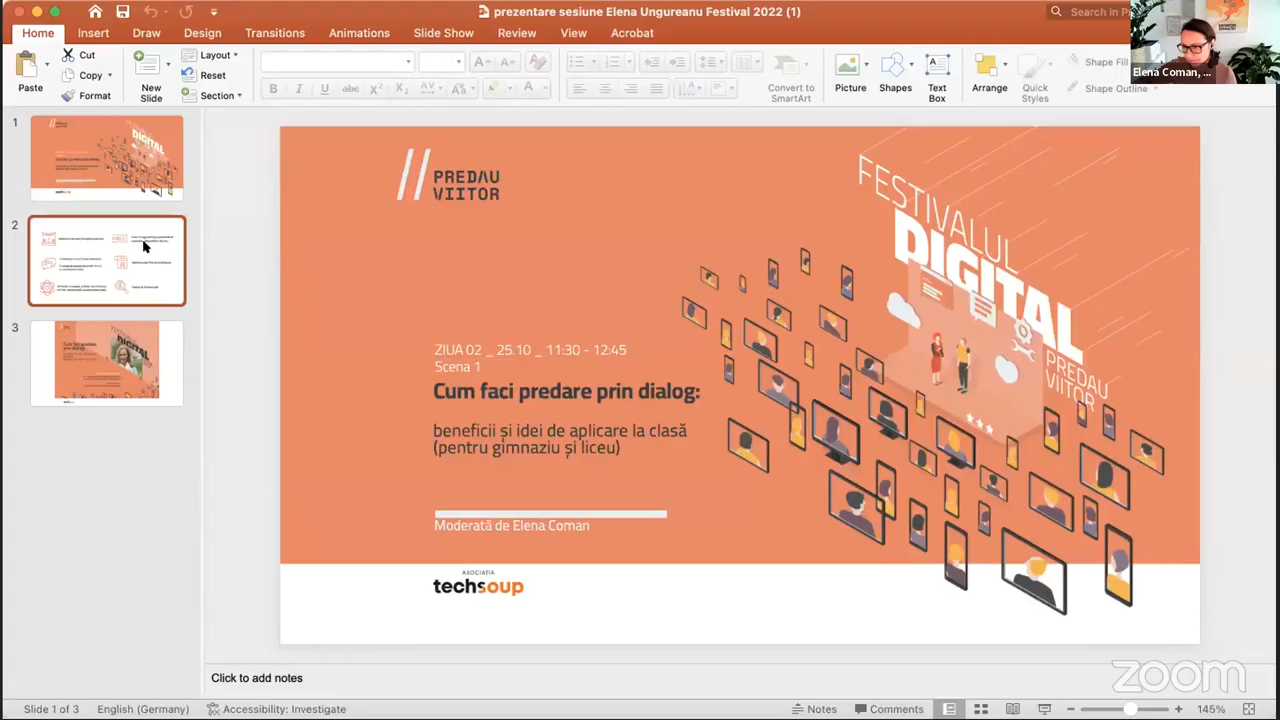 prezentare sesiune Elena Ungureanu Festival 2022 (1)
Search in P
Home Insert Draw Design Transitions Animations Slide Show Review View Acrobat
Elena Coman, ...
Paste
Cut
Copy
Format
New
Slide
Layout
Reset
Section
Convert to
SmartArt
Picture
Shapes
Text
Box
Arrange
Quick
Styles
Shape Fill
Shape Outline
1
2
3
// PREDAU
VIITOR
FESTIVALUL
DIGITAL
PREDAU
VIITOR
ZIUA 02 _ 25.10 _ 11:30 - 12:45
Scena 1
Cum faci predare prin dialog:
beneficii și idei de aplicare la clasă
(pentru gimnaziu și liceu)
Moderată de Elena Coman
ASOCIAȚIA
techsoup
Click to add notes
zoom
Slide 1 of 3 English (Germany) Accessibility: Investigate Notes Comments 145%